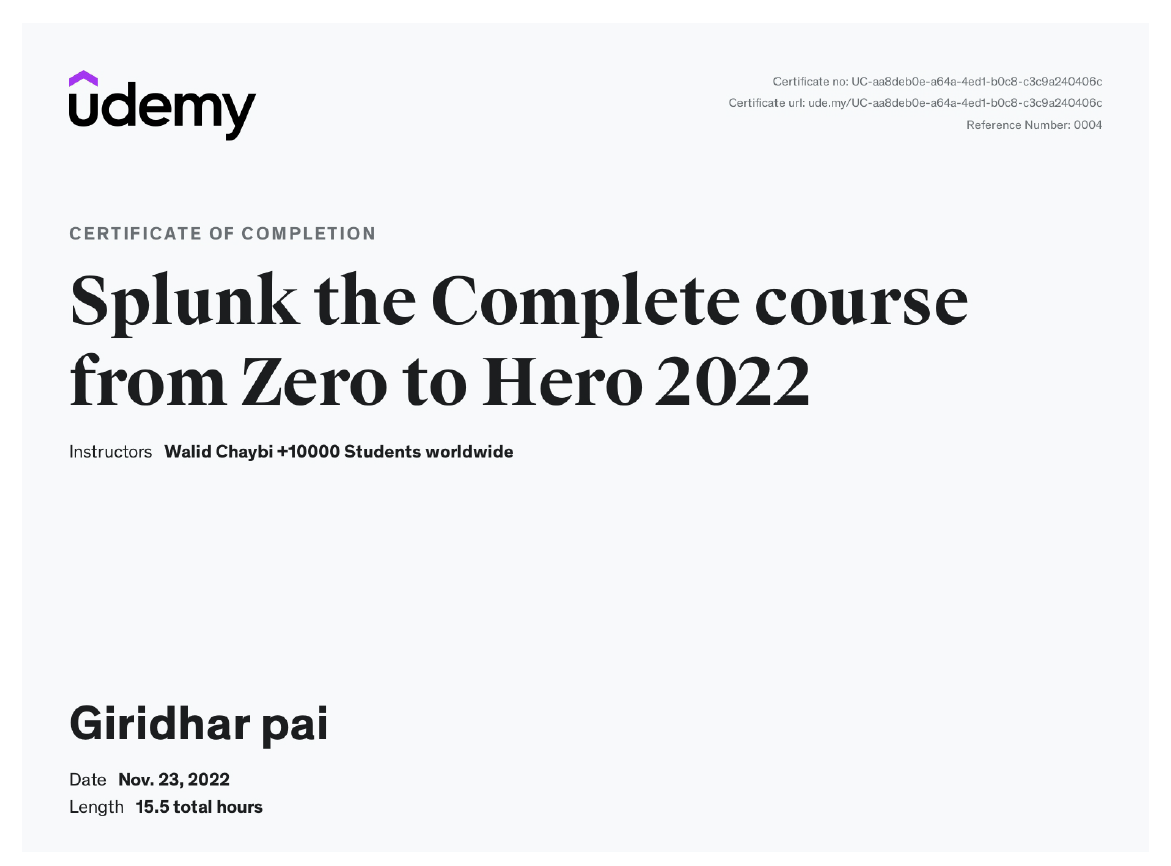 udemy
Certificate no: UC-aa8deb0e-a64a-4ed1-b0c8-c3c9a240406c
Certificate url: ude.my/UC-aa8deb0e-a64a-4ed1-b0c8-c3c9a240406c
Reference Number: 0004
CERTIFICATE OF COMPLETION
Splunk the Complete course
from Zero to Hero 2022
Instructors Walid Chaybi +10000 Students worldwide
Giridhar pai
Date Nov. 23, 2022
Length 15.5 total hours